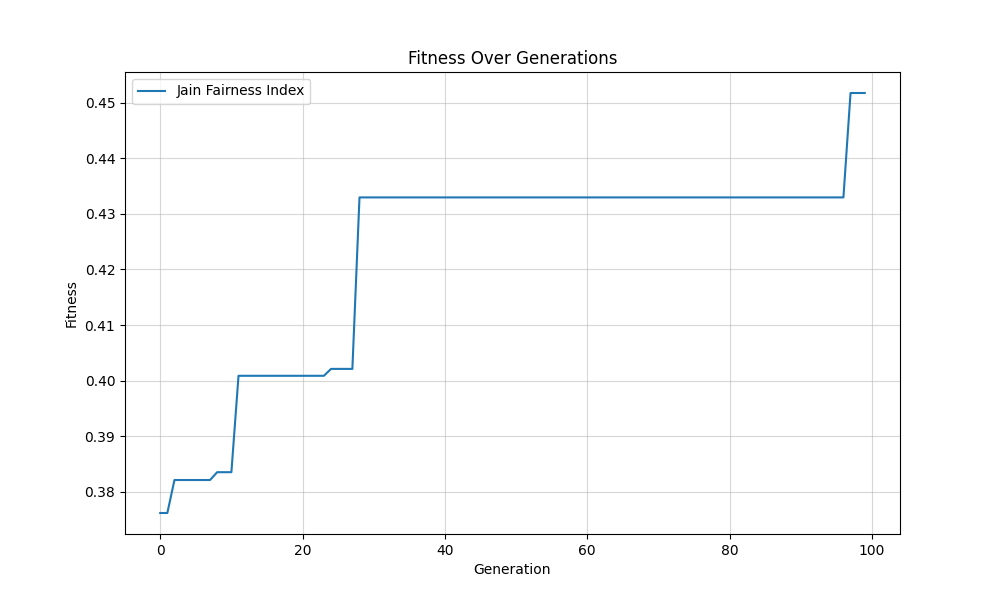 Fitness Over Generations
Jain Fairness Index
0.45
0.44
0.43
0.42
0.41
0.40
0.39
0.38
Fitness
0 20 40 60 80 100
Generation